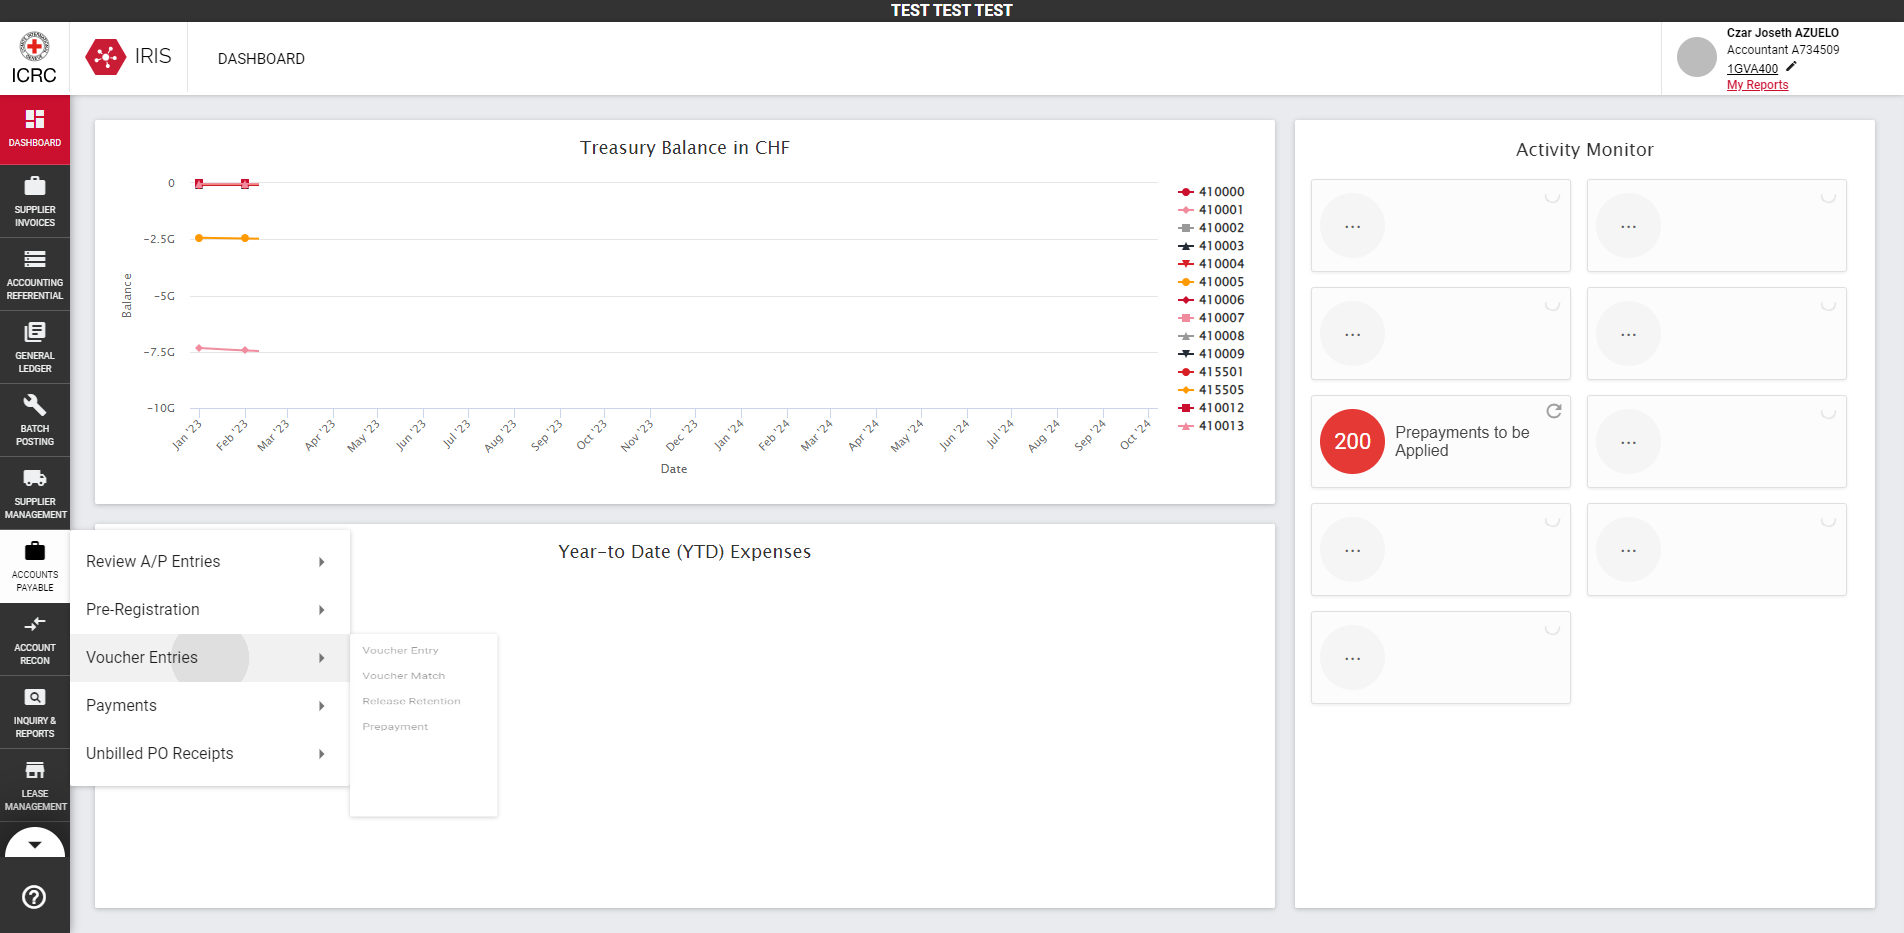 TEST TEST TEST
ICRC
IRIS
DASHBOARD
Czar Joseth AZUELO
Accountant A734509
1GVA400
My Reports
DASHBOARD
SUPPLIER
INVOICES
ACCOUNTING
REFERENTIAL
GENERAL
LEDGER
BATCH
POSTING
SUPPLIER
MANAGEMENT
ACCOUNTS
PAYABLE
ACCOUNT
RECON
INQUIRY &
REPORTS
LEASE
MANAGEMENT
Treasury Balance in CHF
0
−2.5G
−5G
−7.5G
−10G
Balance
Jan '23
Feb '23
Mar '23
Apr '23
May '23
Jun '23
Jul '23
Aug '23
Sep '23
Oct '23
Nov '23
Dec '23
Jan '24
Feb '24
Mar '24
Apr '24
May '24
Jun '24
Jul '24
Aug '24
Sep '24
Oct '24
Date
410000
410001
410002
410003
410004
410005
410006
410007
410008
410009
415501
415505
410012
410013
Year-to Date (YTD) Expenses
Review A/P Entries
Pre-Registration
Voucher Entries
Payments
Unbilled PO Receipts
Voucher Entry
Voucher Match
Release Retention
Prepayment
Activity Monitor
...
...
...
...
200
Prepayments to be
Applied
...
...
...
...